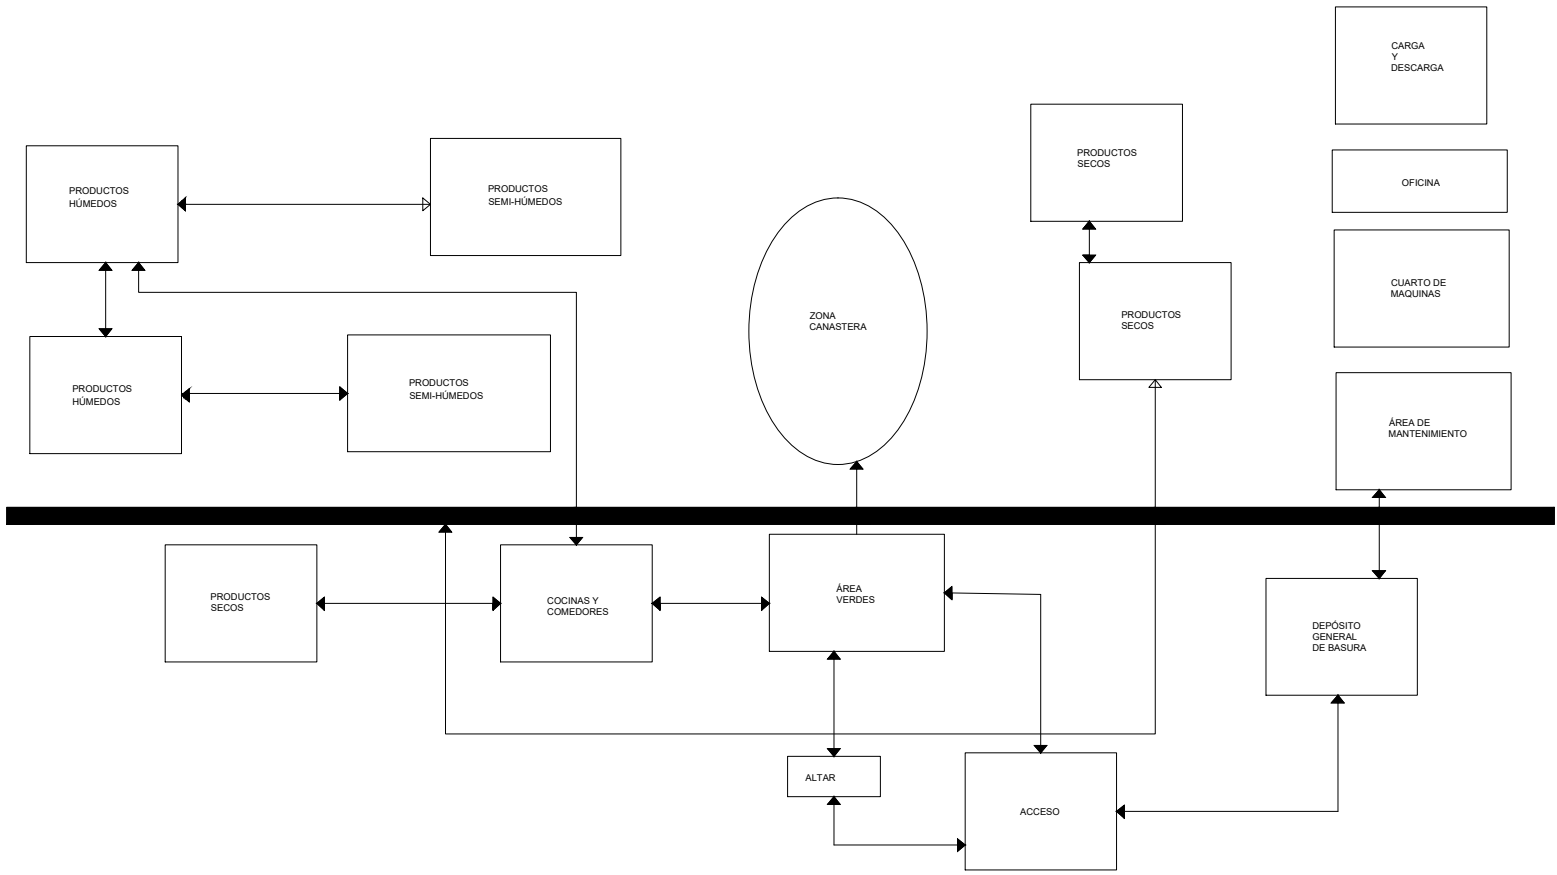 CARGA
Y
DESCARGA
PRODUCTOS
SECOS
OFICINA
PRODUCTOS
HÚMEDOS
PRODUCTOS
SEMI-HÚMEDOS
ZONA
CANASTERA
PRODUCTOS
SECOS
CUARTO DE
MAQUINAS
PRODUCTOS
HÚMEDOS
PRODUCTOS
SEMI-HÚMEDOS
ÁREA DE
MANTENIMIENTO
PRODUCTOS
SECOS
COCINAS Y
COMEDORES
ÁREA
VERDES
DEPÓSITO
GENERAL
DE BASURA
ALTAR
ACCESO